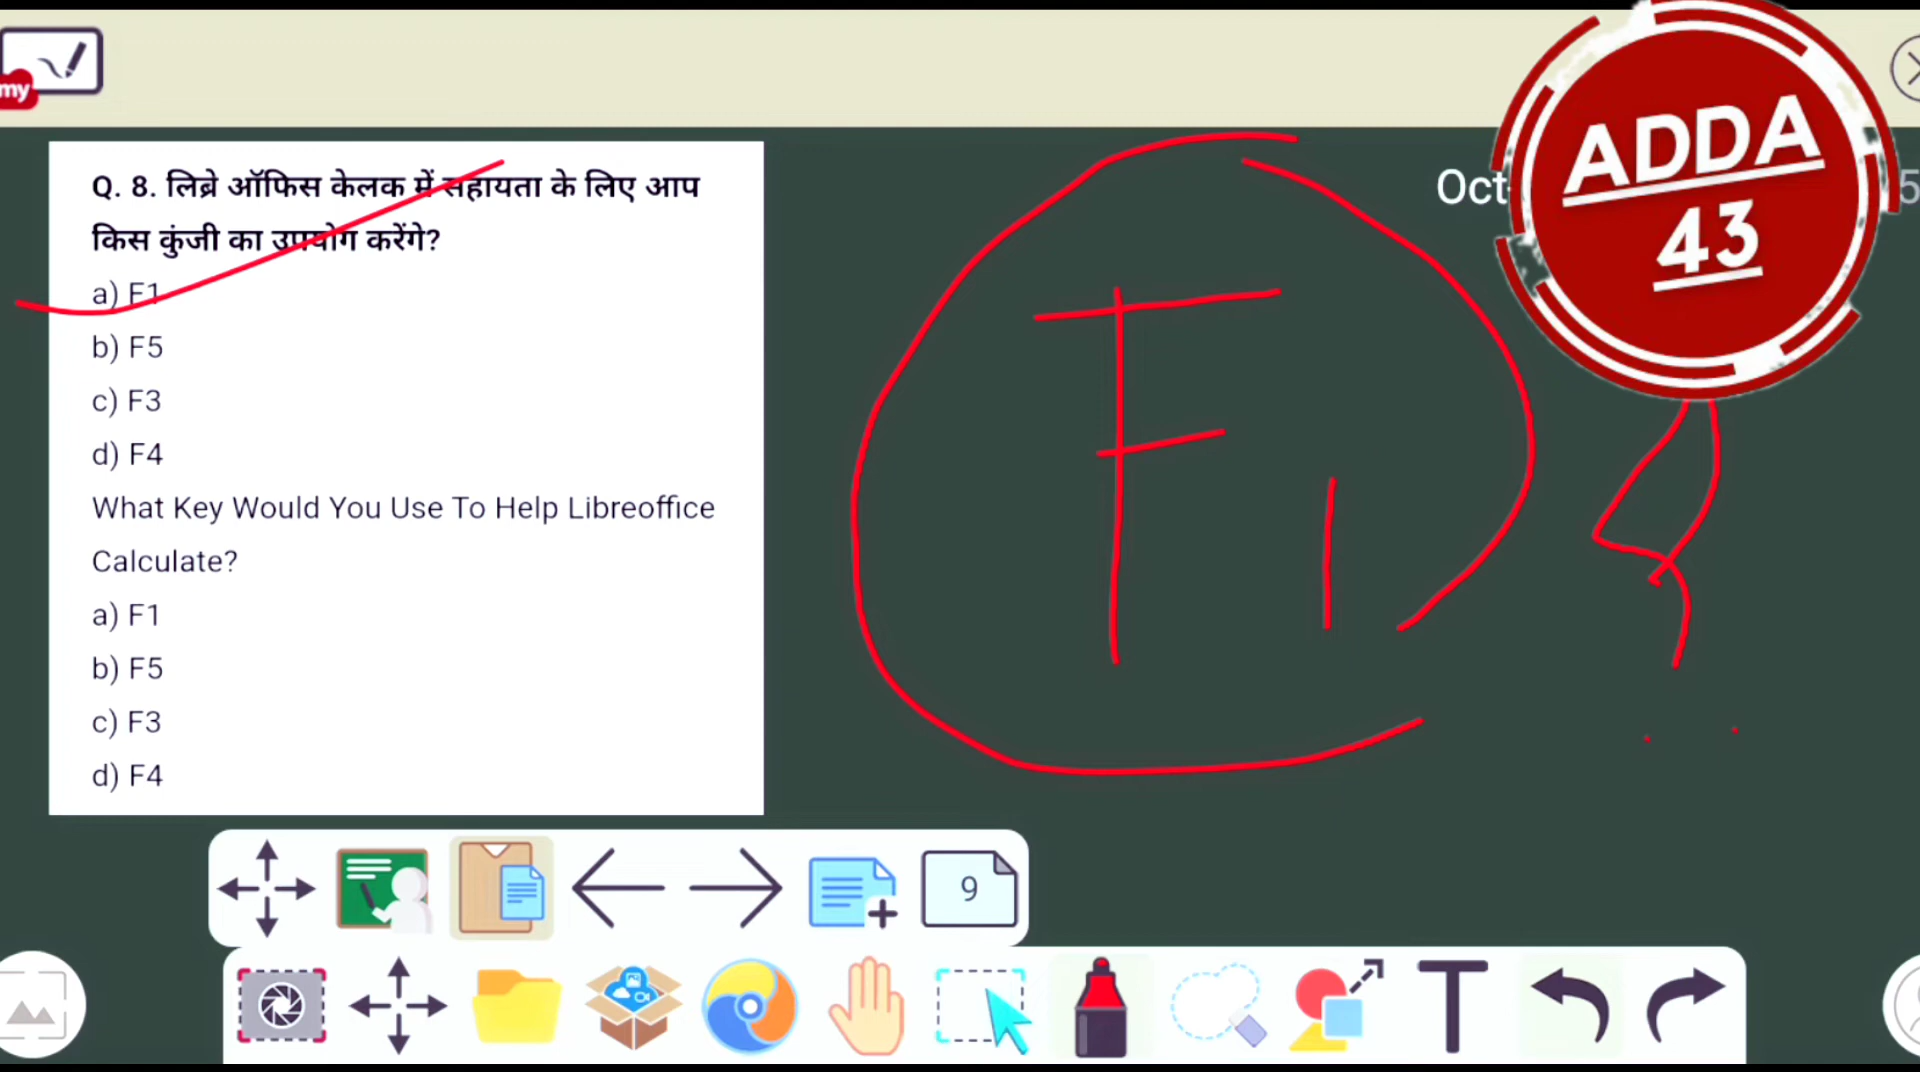 my
Oct
5
ADDA
43
Q. 8. लिब्रे ऑफिस केलक में सहायता के लिए आप
किस कुंजी का उपयोग करेंगे?
a) F1
b) F5
c) F3
d) F4
What Key Would You Use To Help Libreoffice
Calculate?
a) F1
b) F5
c) F3
d) F4
F1
9
T